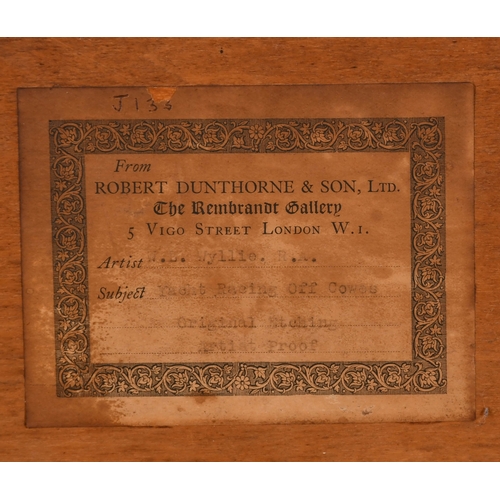 J133
From
ROBERT DUNTHORNE & SON, LTD.
The Rembrandt Gallery
5 VIGO STREET LONDON W.1.
Artist W.L. Wyllie. R.A.
Subject Yacht Racing Off Cowes
Original Etching
Artist Proof